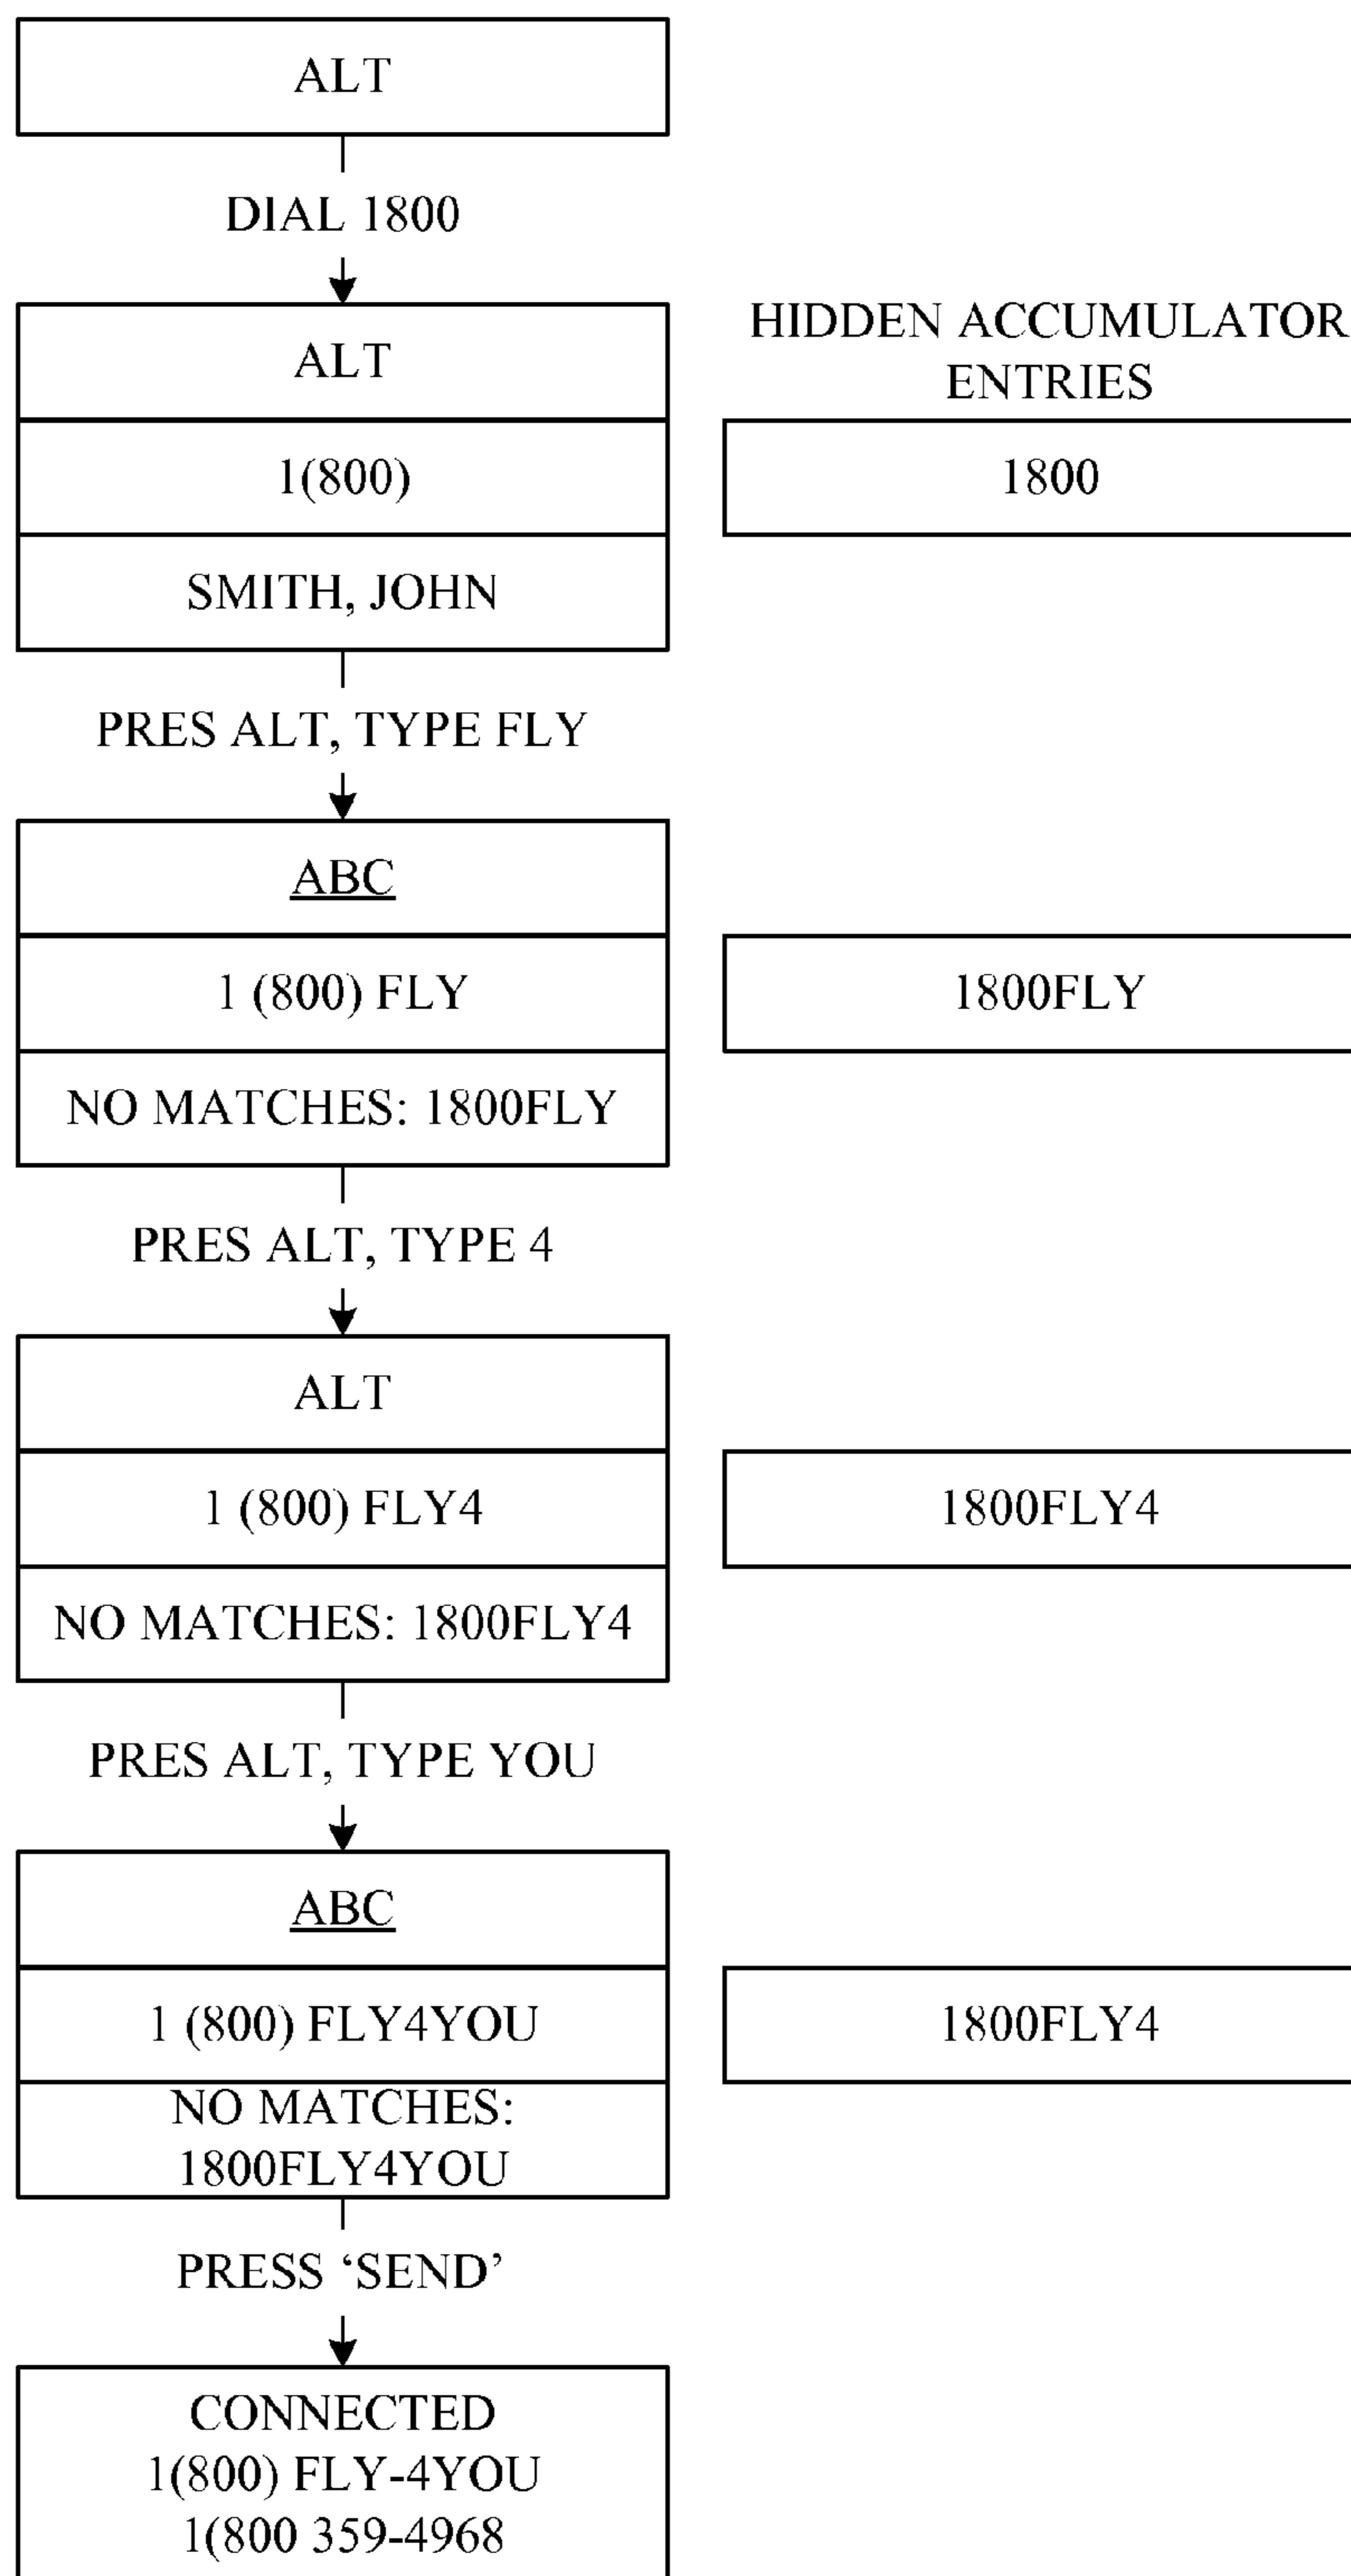 ALT
DIAL 1800
ALT
HIDDEN ACCUMULATOR
ENTRIES
1(800)
1800
SMITH, JOHN
PRES ALT, TYPE FLY
ABC
1 (800) FLY
1800FLY
NO MATCHES: 1800FLY
PRES ALT, TYPE 4
ALT
1 (800) FLY4
1800FLY4
NO MATCHES: 1800FLY4
PRES ALT, TYPE YOU
ABC
1 (800) FLY4YOU
1800FLY4
NO MATCHES:
1800FLY4YOU
PRESS ‘SEND’
CONNECTED
1(800) FLY-4YOU
1(800 359-4968